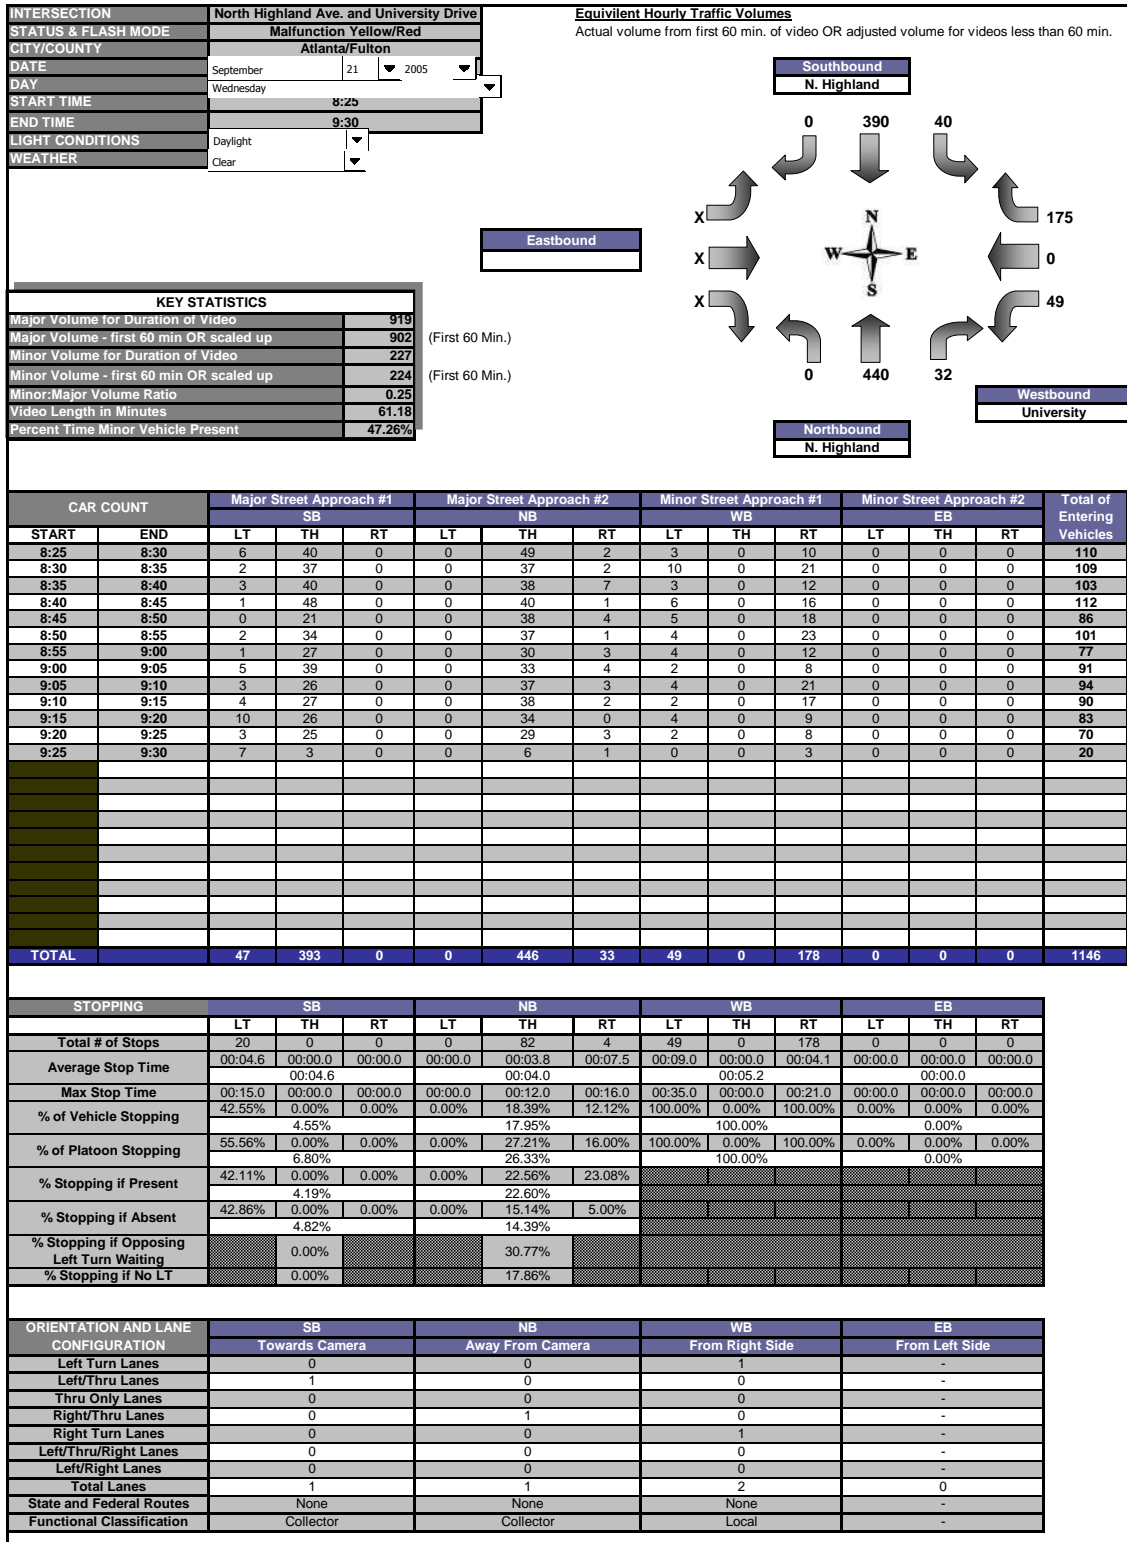 INTERSECTION North Highland Ave. and University Drive
STATUS & FLASH MODE Malfunction Yellow/Red
CITY/COUNTY Atlanta/Fulton
DATE September 21 2005
DAY Wednesday
START TIME 8:25
END TIME 9:30
LIGHT CONDITIONS Daylight
WEATHER Clear
Equivilent Hourly Traffic Volumes
Actual volume from first 60 min. of video OR adjusted volume for videos less than 60 min.
Southbound
N. Highland
0 390 40
X 175
N
Eastbound
X W E 0
S
X 49
0 440 32
Westbound
University
Northbound
N. Highland
KEY STATISTICS
Major Volume for Duration of Video 919
Major Volume - first 60 min OR scaled up 902 (First 60 Min.)
Minor Volume for Duration of Video 227
Minor Volume - first 60 min OR scaled up 224 (First 60 Min.)
Minor:Major Volume Ratio 0.25
Video Length in Minutes 61.18
Percent Time Minor Vehicle Present 47.26%
CAR COUNT Major Street Approach #1 Major Street Approach #2 Minor Street Approach #1 Minor Street Approach #2 Total of Entering Vehicles
SB NB WB EB
START END LT TH RT LT TH RT LT TH RT LT TH RT
8:25 8:30 6 40 0 0 49 2 3 0 10 0 0 0 110
8:30 8:35 2 37 0 0 37 2 10 0 21 0 0 0 109
8:35 8:40 3 40 0 0 38 7 3 0 12 0 0 0 103
8:40 8:45 1 48 0 0 40 1 6 0 16 0 0 0 112
8:45 8:50 0 21 0 0 38 4 5 0 18 0 0 0 86
8:50 8:55 2 34 0 0 37 1 4 0 23 0 0 0 101
8:55 9:00 1 27 0 0 30 3 4 0 12 0 0 0 77
9:00 9:05 5 39 0 0 33 4 2 0 8 0 0 0 91
9:05 9:10 3 26 0 0 37 3 4 0 21 0 0 0 94
9:10 9:15 4 27 0 0 38 2 2 0 17 0 0 0 90
9:15 9:20 10 26 0 0 34 0 4 0 9 0 0 0 83
9:20 9:25 3 25 0 0 29 3 2 0 8 0 0 0 70
9:25 9:30 7 3 0 0 6 1 0 0 3 0 0 0 20
TOTAL 47 393 0 0 446 33 49 0 178 0 0 0 1146
STOPPING SB NB WB EB
LT TH RT LT TH RT LT TH RT LT TH RT
Total # of Stops 20 0 0 0 82 4 49 0 178 0 0 0
Average Stop Time 00:04.6 00:00.0 00:00.0 00:00.0 00:03.8 00:07.5 00:09.0 00:00.0 00:04.1 00:00.0 00:00.0 00:00.0
00:04.6 00:04.0 00:05.2 00:00.0
Max Stop Time 00:15.0 00:00.0 00:00.0 00:00.0 00:12.0 00:16.0 00:35.0 00:00.0 00:21.0 00:00.0 00:00.0 00:00.0
% of Vehicle Stopping 42.55% 0.00% 0.00% 0.00% 18.39% 12.12% 100.00% 0.00% 100.00% 0.00% 0.00% 0.00%
4.55% 17.95% 100.00% 0.00%
% of Platoon Stopping 55.56% 0.00% 0.00% 0.00% 27.21% 16.00% 100.00% 0.00% 100.00% 0.00% 0.00% 0.00%
6.80% 26.33% 100.00% 0.00%
% Stopping if Present 42.11% 0.00% 0.00% 0.00% 22.56% 23.08%
4.19% 22.60%
% Stopping if Absent 42.86% 0.00% 0.00% 0.00% 15.14% 5.00%
4.82% 14.39%
% Stopping if Opposing
Left Turn Waiting 0.00% 30.77%
% Stopping if No LT 0.00% 17.86%
ORIENTATION AND LANE CONFIGURATION SB NB WB EB
Towards Camera Away From Camera From Right Side From Left Side
Left Turn Lanes 0 0 1 -
Left/Thru Lanes 1 0 0 -
Thru Only Lanes 0 0 0 -
Right/Thru Lanes 0 1 0 -
Right Turn Lanes 0 0 1 -
Left/Thru/Right Lanes 0 0 0 -
Left/Right Lanes 0 0 0 -
Total Lanes 1 1 2 0
State and Federal Routes None None None -
Functional Classification Collector Collector Local -